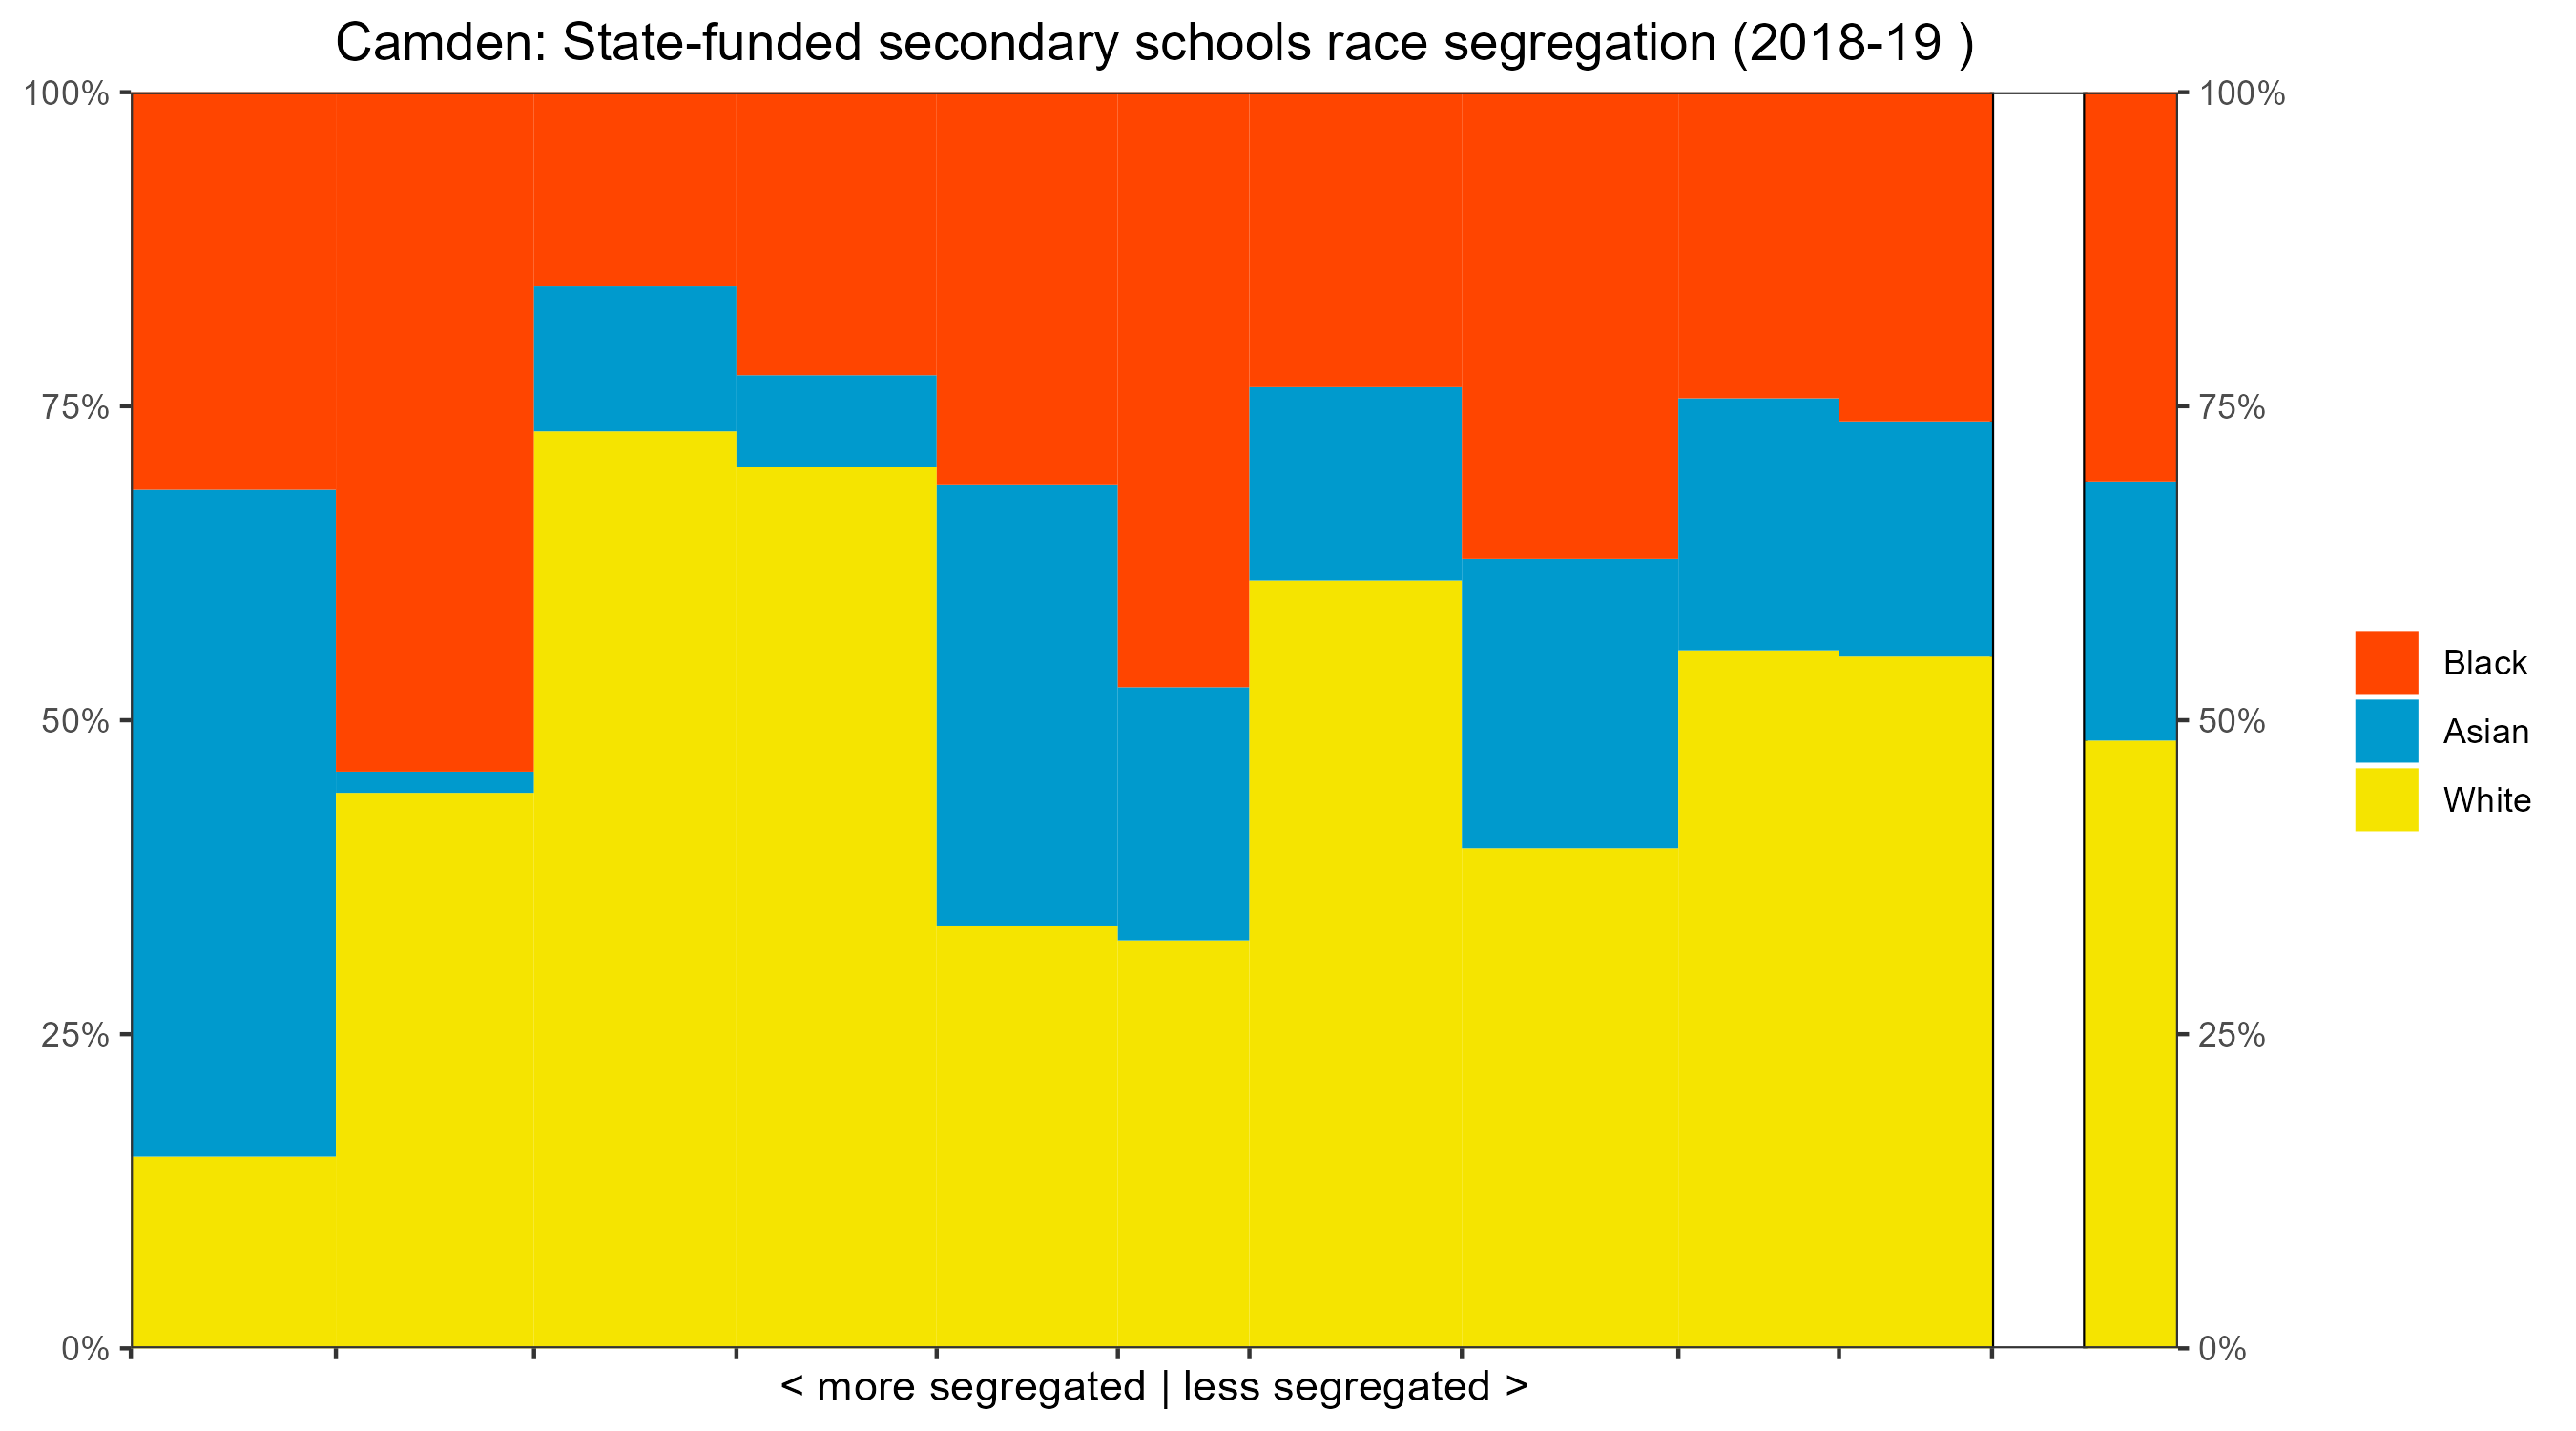 Camden: State-funded secondary schools race segregation (2018-19 )
100%
75%
50%
25%
0%
100%
75%
50%
25%
0%
< more segregated | less segregated >
Black
Asian
White